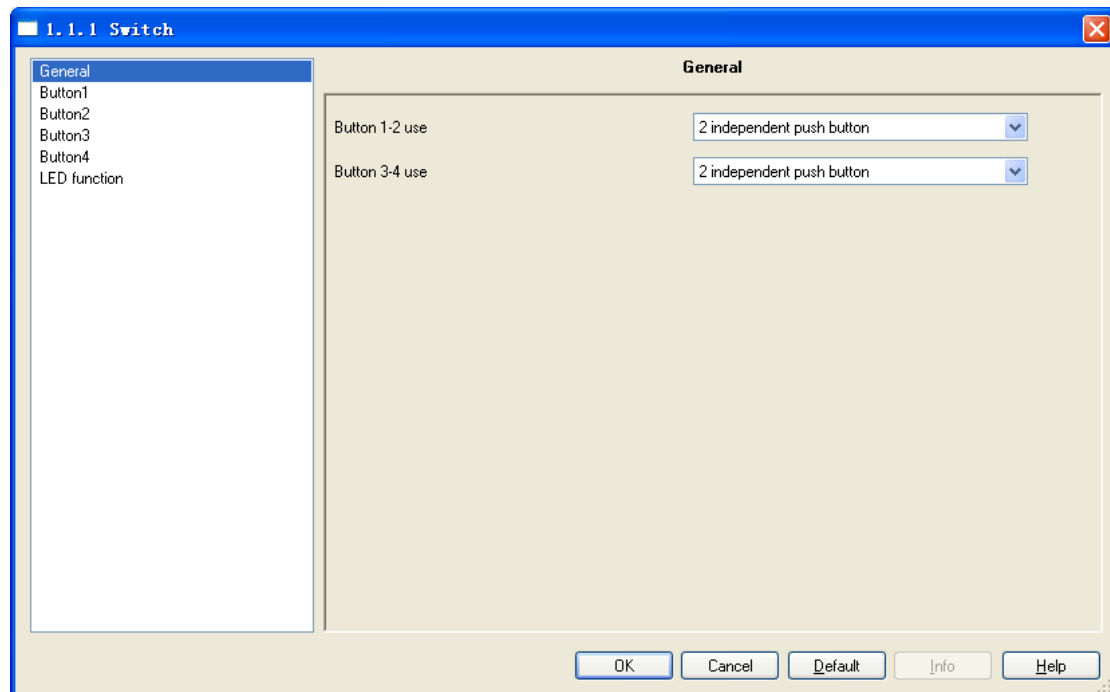 1.1.1 Switch
General
Button1
Button2
Button3
Button4
LED function
General
Button 1-2 use 2 independent push button
Button 3-4 use 2 independent push button
OK Cancel Default Info Help